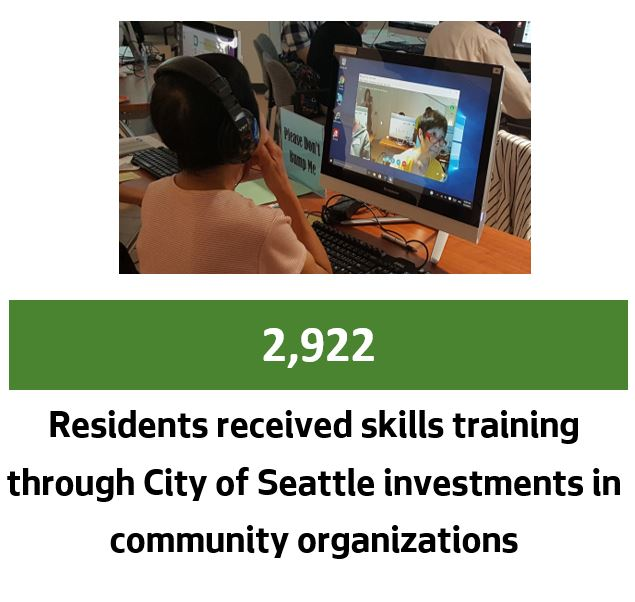 Please Don't
Bump Me
2,922
Residents received skills training
through City of Seattle investments in
community organizations